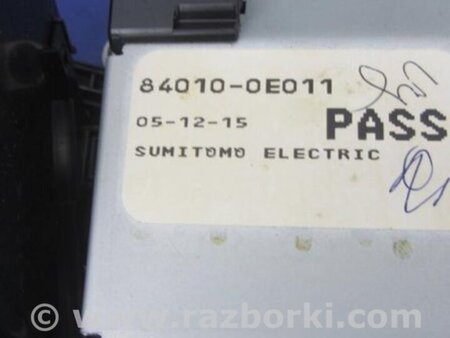 84010-0E011
05-12-15 PASS
SUMITOMO ELECTRIC
© www.razborki.com